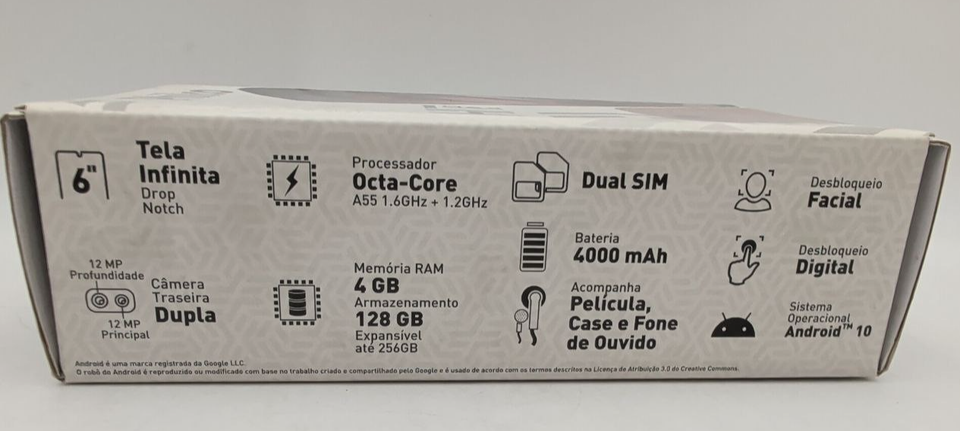 6"
Tela
Infinita
Drop
Notch
Processador
Octa-Core
A55 1.6GHz + 1.2GHz
Dual SIM
Desbloqueio
Facial
12 MP
Profundidade
12 MP
Principal
Câmera
Traseira
Dupla
Memória RAM
4 GB
Armazenamento
128 GB
Expansível
até 256GB
Bateria
4000 mAh
Acompanha
Película,
Case e Fone
de Ouvido
Desbloqueio
Digital
Sistema
Operacional
Android™ 10
Android é uma marca registrada da Google LLC.
O robô do Android é reproduzido ou modificado com base no trabalho criado e compartilhado pelo Google e é usado de acordo com os termos descritos na Licença de Atribuição 3.0 do Creative Commons.